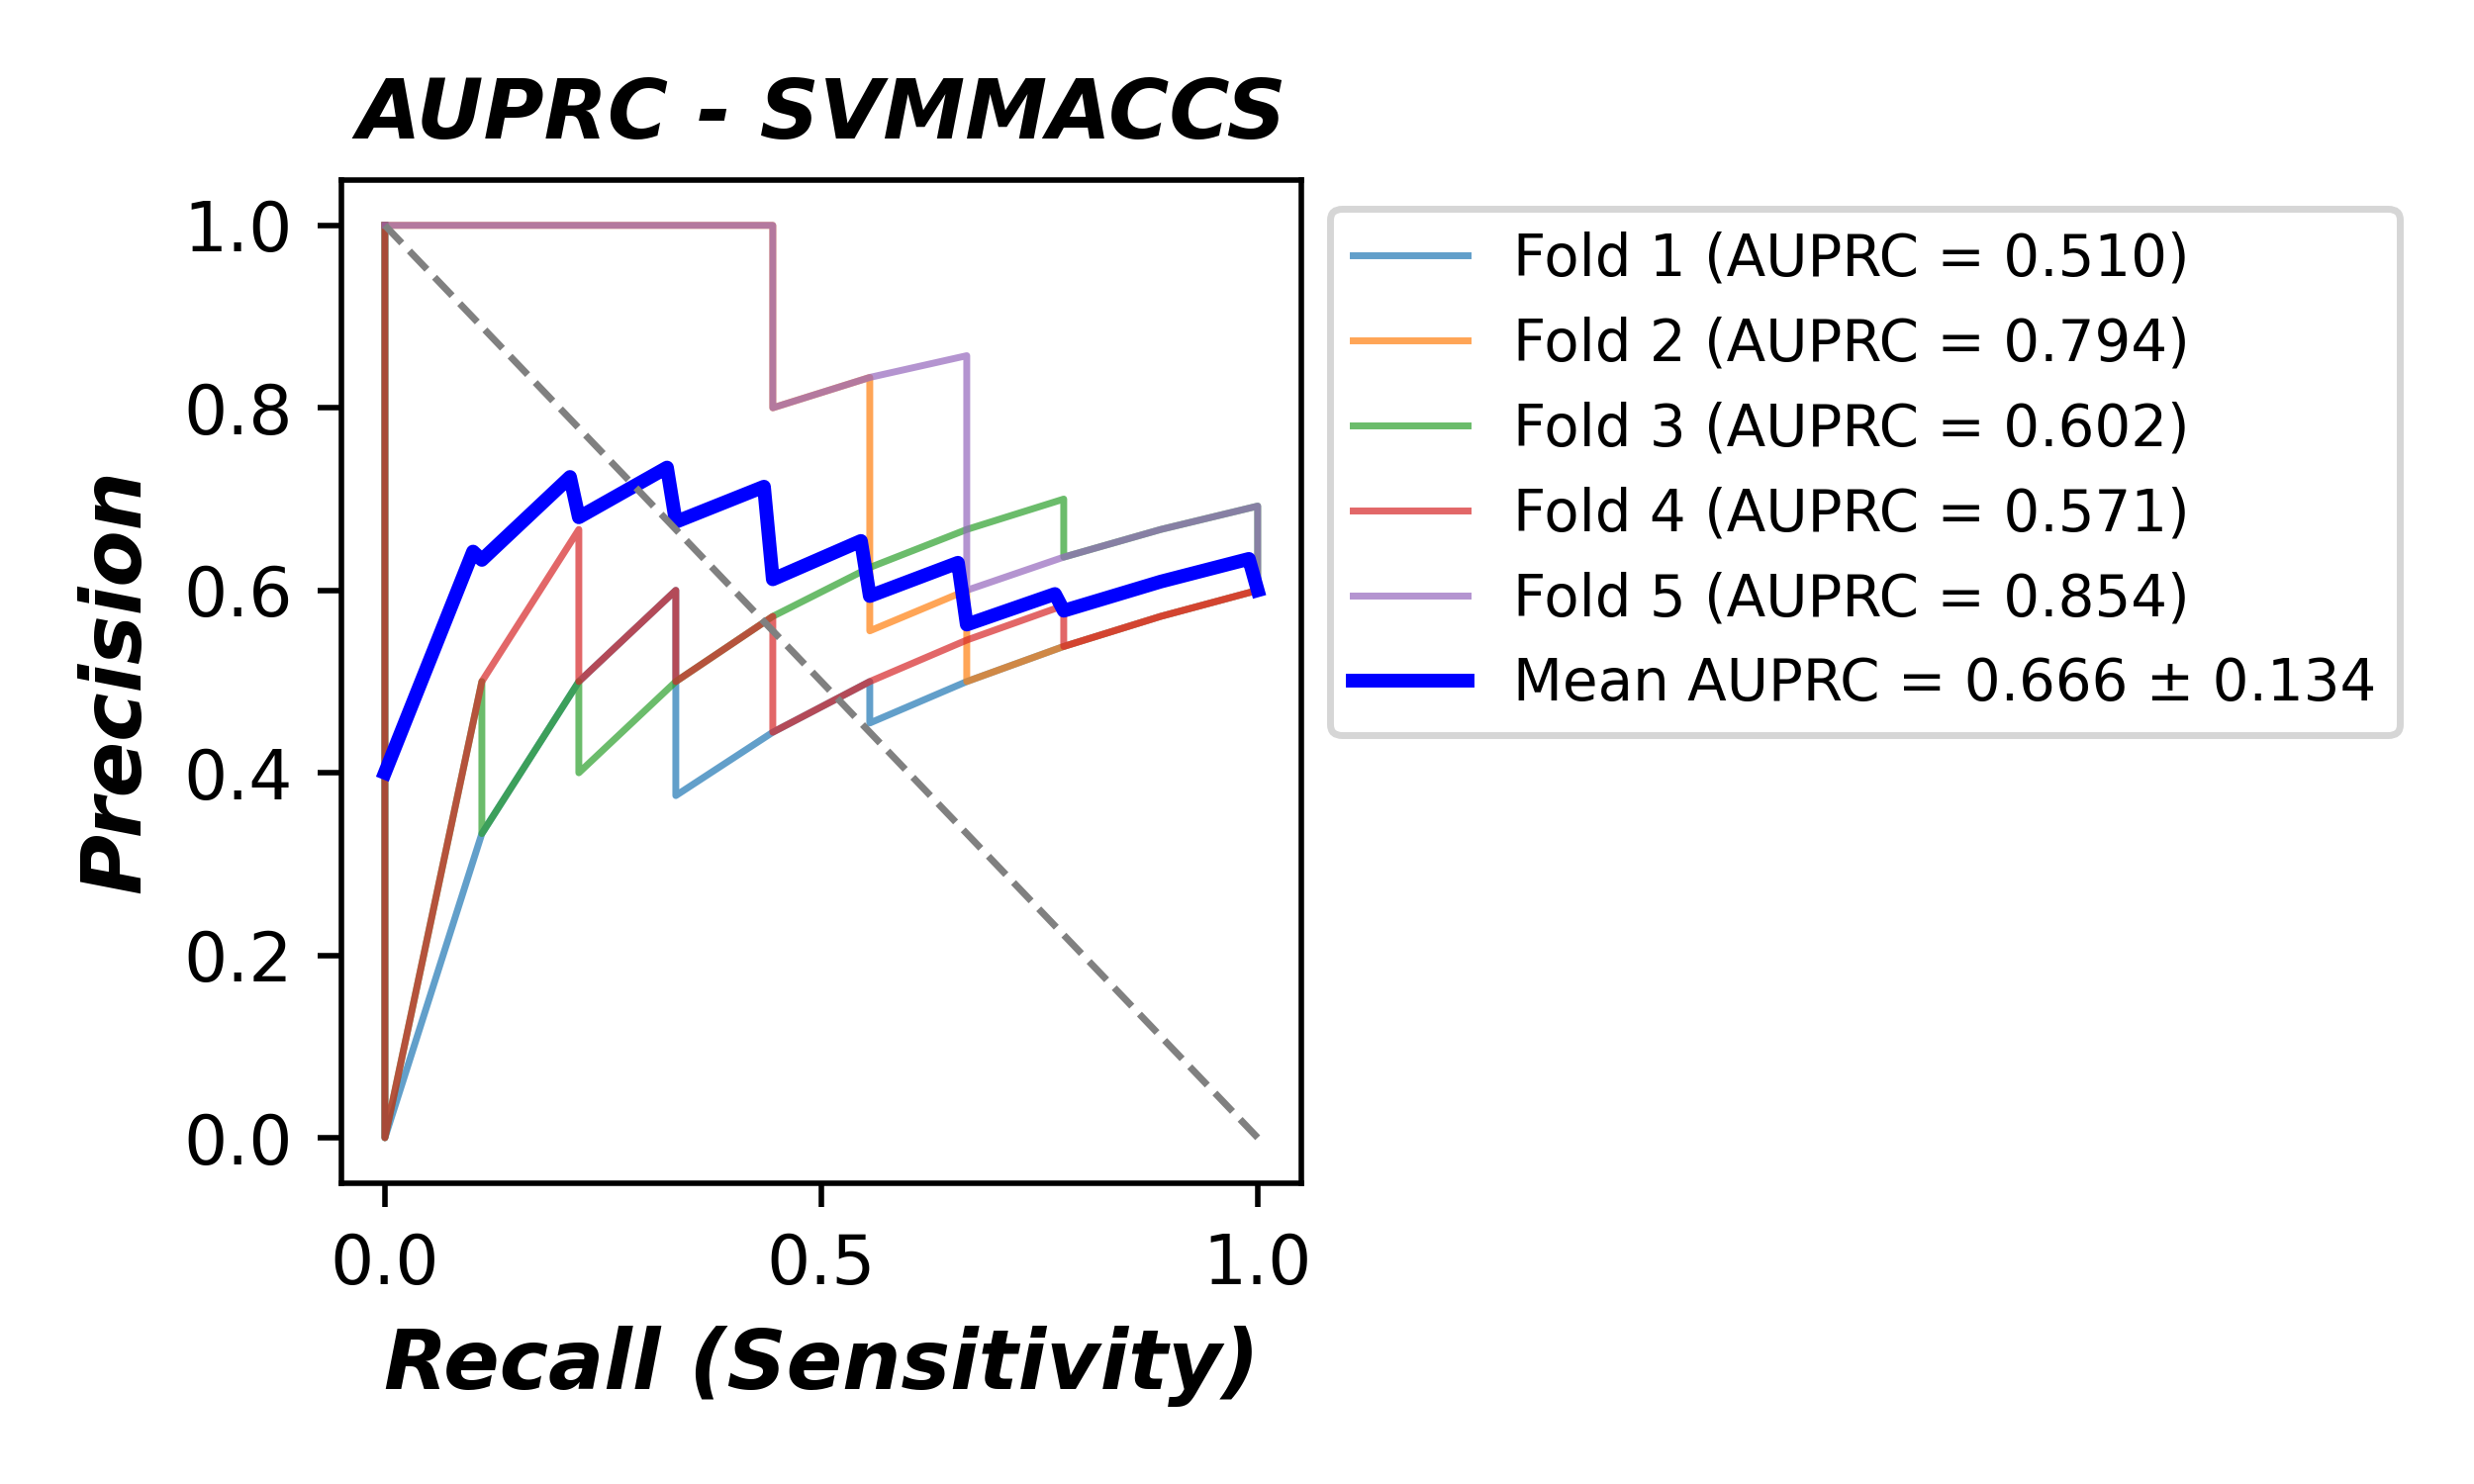 AUPRC - SVMMACCS
Precision
1.0
0.8
0.6
0.4
0.2
0.0
0.0 0.5 1.0
Recall (Sensitivity)
Fold 1 (AUPRC = 0.510)
Fold 2 (AUPRC = 0.794)
Fold 3 (AUPRC = 0.602)
Fold 4 (AUPRC = 0.571)
Fold 5 (AUPRC = 0.854)
Mean AUPRC = 0.666 ± 0.134